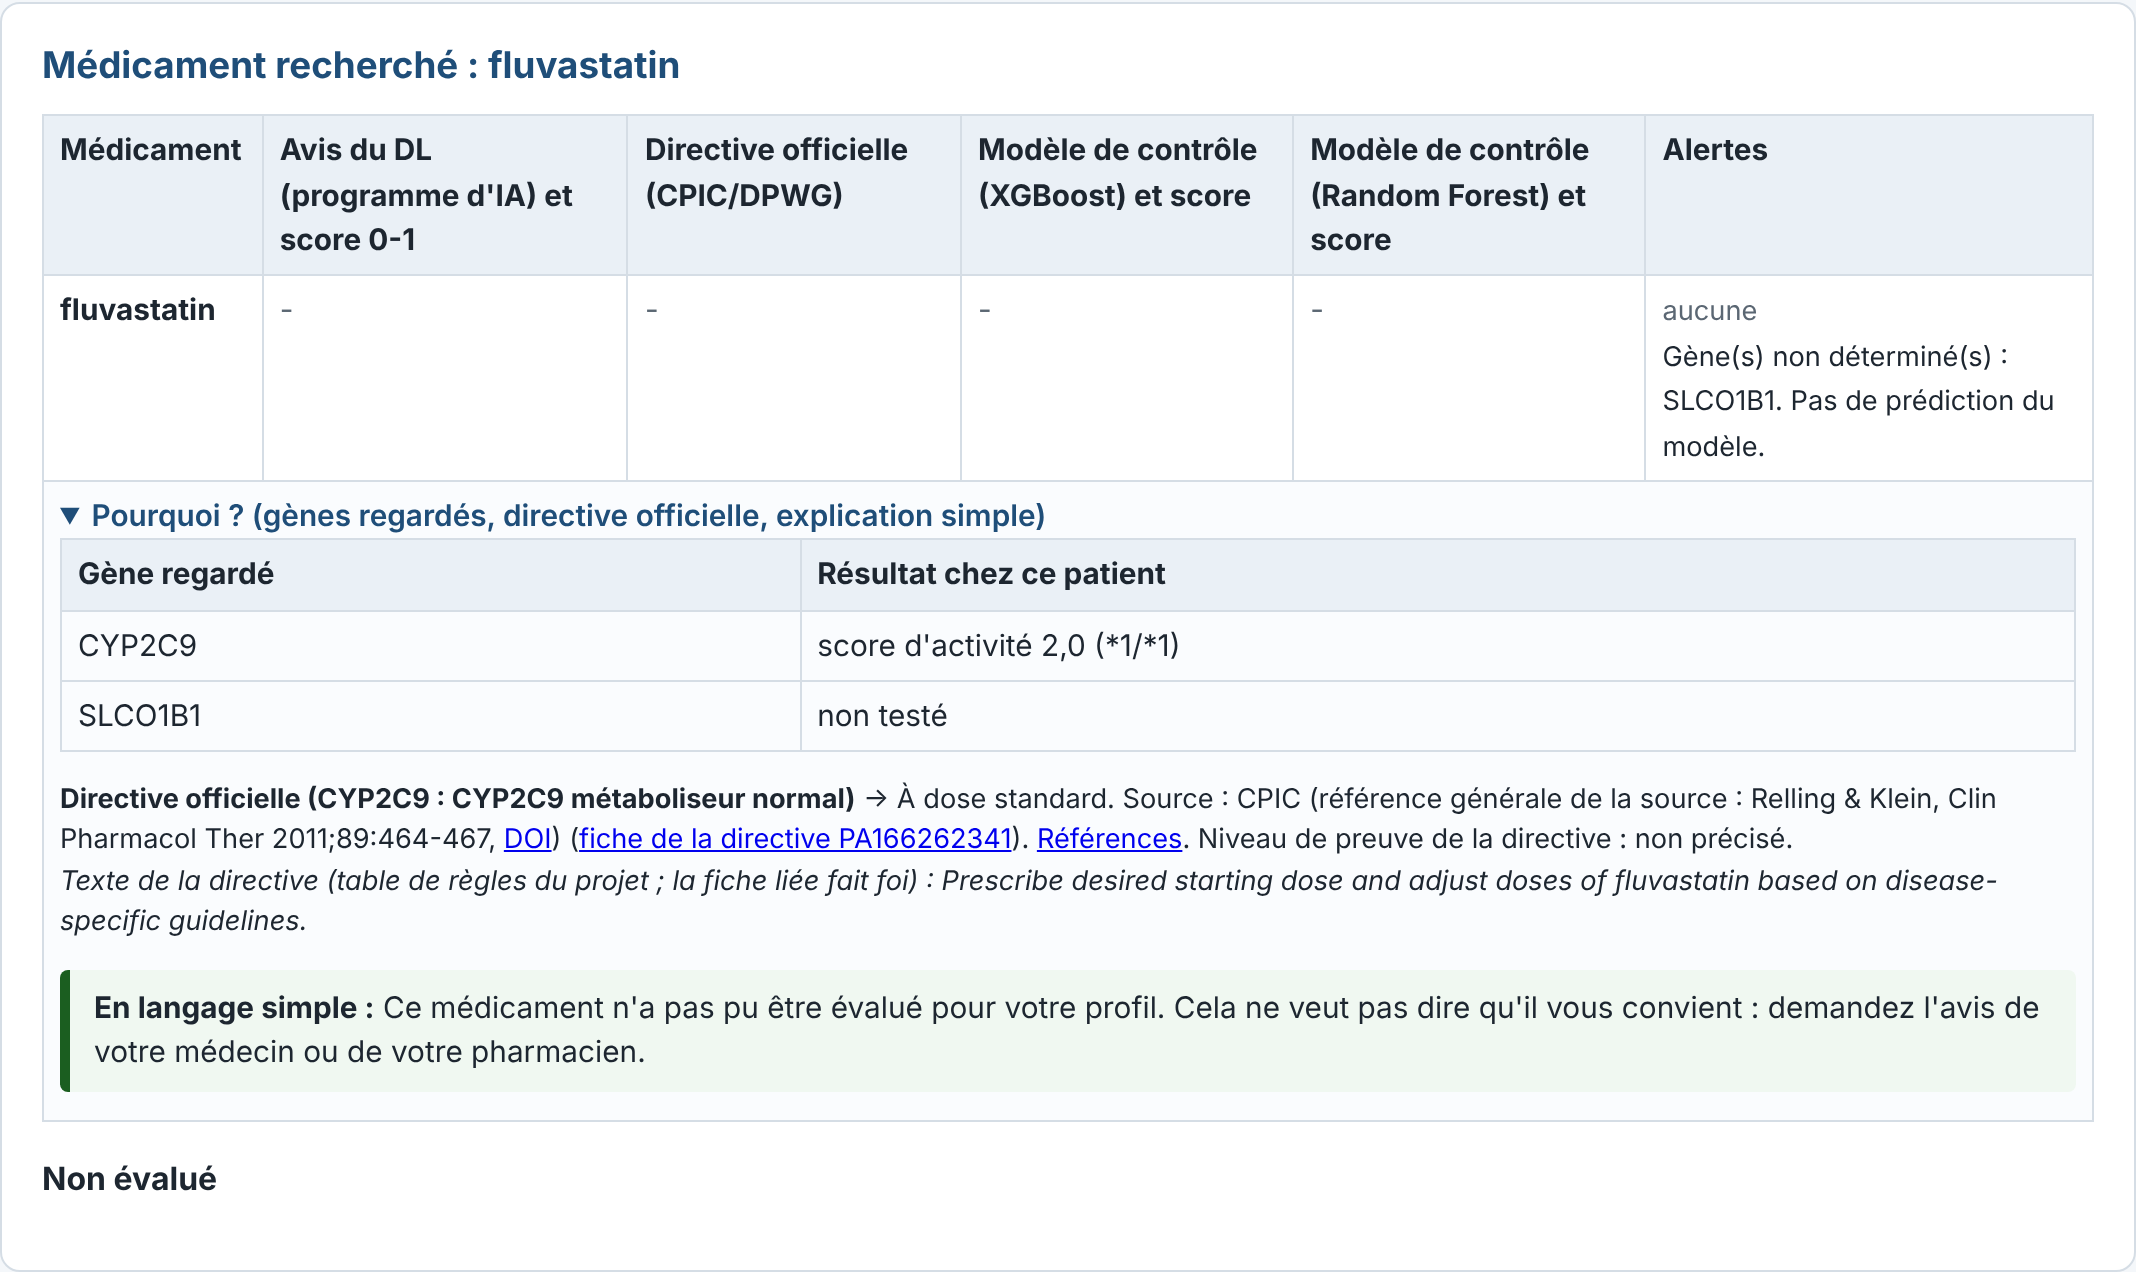 Médicament recherché : fluvastatin
Médicament
Avis du DL
(programme d'IA) et
score 0-1
Directive officielle
(CPIC/DPWG)
Modèle de contrôle
(XGBoost) et score
Modèle de contrôle
(Random Forest) et
score
Alertes
fluvastatin
-
-
-
-
aucune
Gène(s) non déterminé(s) :
SLCO1B1. Pas de prédiction du
modèle.
▼ Pourquoi ? (gènes regardés, directive officielle, explication simple)
Gène regardé
Résultat chez ce patient
CYP2C9
score d'activité 2,0 (*1/*1)
SLCO1B1
non testé
Directive officielle (CYP2C9 : CYP2C9 métaboliseur normal) → À dose standard. Source : CPIC (référence générale de la source : Relling & Klein, Clin
Pharmacol Ther 2011;89:464-467, DOI) (fiche de la directive PA166262341). Références. Niveau de preuve de la directive : non précisé.
Texte de la directive (table de règles du projet ; la fiche liée fait foi) : Prescribe desired starting dose and adjust doses of fluvastatin based on disease-
specific guidelines.
En langage simple : Ce médicament n'a pas pu être évalué pour votre profil. Cela ne veut pas dire qu'il vous convient : demandez l'avis de
votre médecin ou de votre pharmacien.
Non évalué